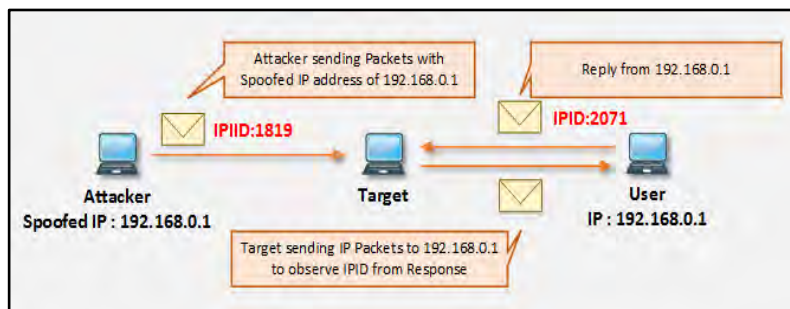 Attacker sending Packets with
Spoofed IP address of 192.168.0.1
Reply from 192.168.0.1
IPIID:1819
IPID:2071
Attacker
Spoofed IP : 192.168.0.1
Target
User
IP : 192.168.0.1
Target sending IP Packets to 192.168.0.1
to observe IPID from Response